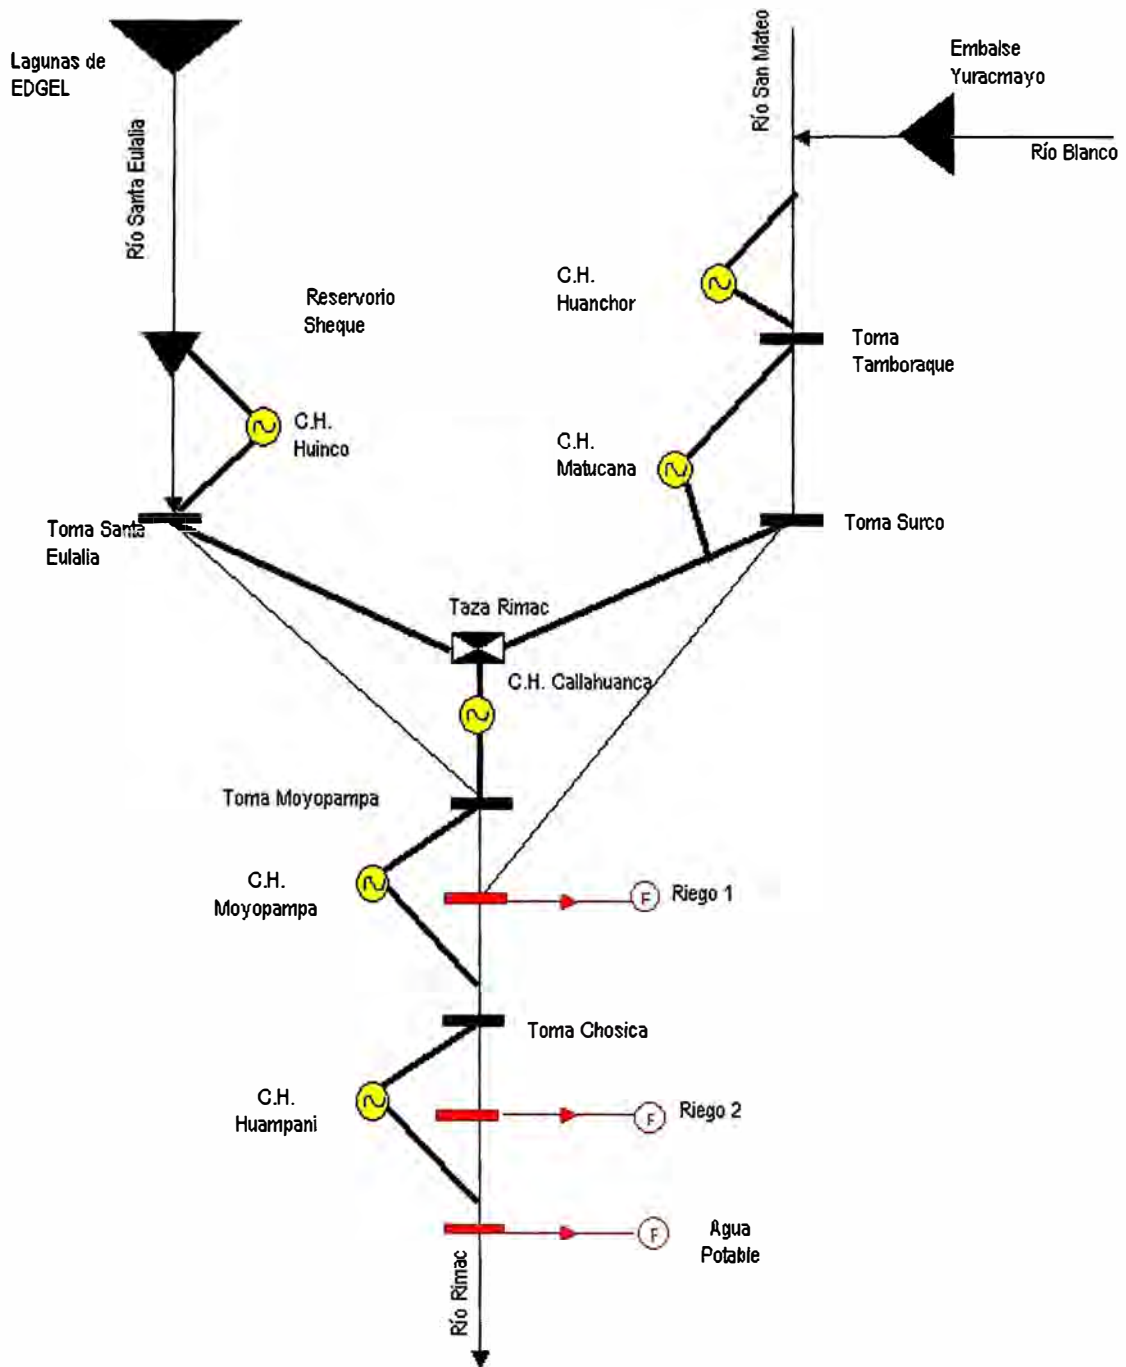 Lagunas de
EDGEL
Río Santa Eulalia
Río San Mateo
Embalse
Yuracmayo
Río Blanco
C.H.
Huanchor
Reservorio
Sheque
Toma
Tamboraque
C.H.
Huinco
C.H.
Matucana
Toma Santa
Eulalia
Toma Surco
Taza Rimac
C.H. Callahuanca
Toma Moyopampa
C.H.
Moyopampa
F
Riego 1
Toma Chosica
C.H.
Huampani
F
Riego 2
F
Agua
Potable
Río Rimac